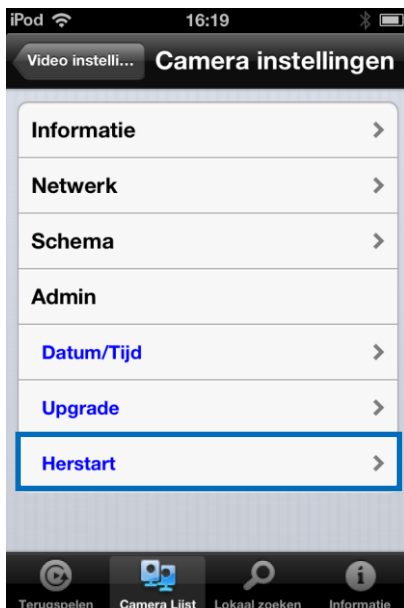 iPod 16:19
Video instelli... Camera instellingen
Informatie
Netwerk
Schema
Admin
Datum/Tijd
Upgrade
Herstart
Terugspelen Camera Lijst Lokaal zoeken Informatie